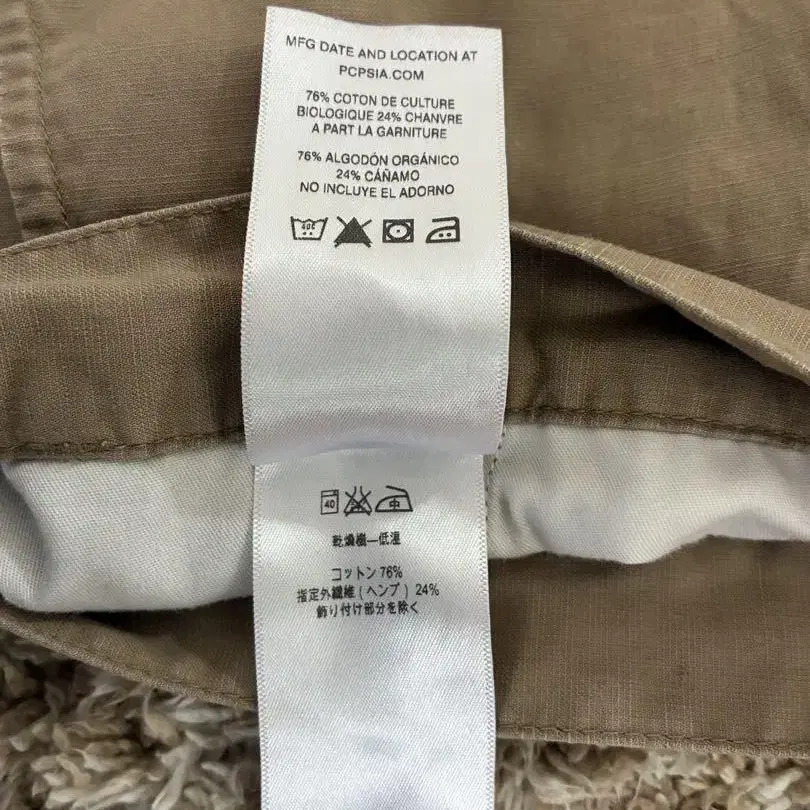 MFG DATE AND LOCATION AT
PCPSIA.COM
76% COTON DE CULTURE
BIOLOGIQUE 24% CHANVRE
A PART LA GARNITURE
76% ALGODÓN ORGÁNICO
24% CÁÑAMO
NO INCLUYE EL ADORNO
40C
40 中
乾燥樹—低温
コットン 76%
指定外繊維 (ヘンプ) 24%
飾り付け部分を除く